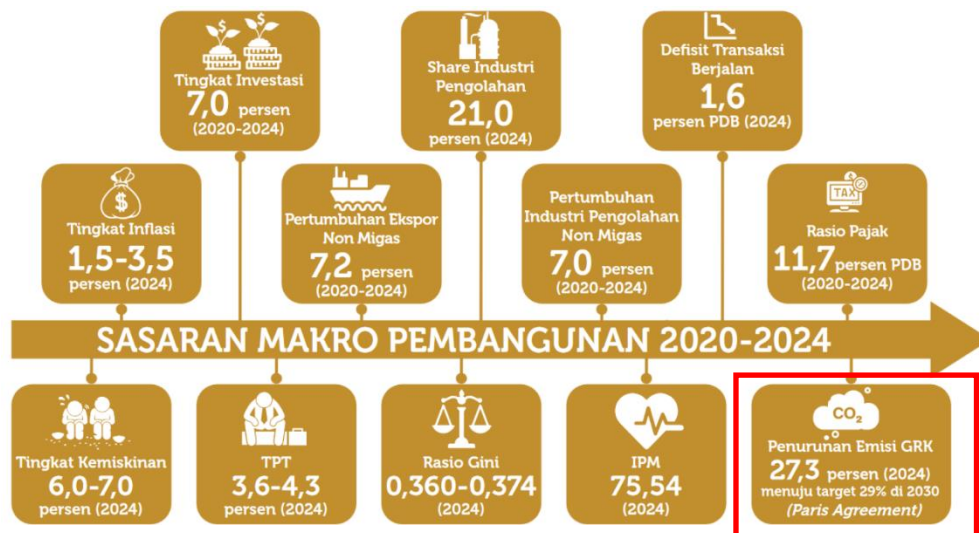 Tingkat Investasi
7,0 persen
(2020-2024)
Share Industri
Pengolahan
21,0
persen (2024)
Defisit Transaksi
Berjalan
1,6
persen PDB (2024)
$
Tingkat Inflasi
1,5-3,5
persen (2024)
Pertumbuhan Ekspor
Non Migas
7,2 persen
(2020-2024)
Pertumbuhan
Industri Pengolahan
Non Migas
7,0 persen
(2020-2024)
TAX
Rasio Pajak
11,7 persen PDB
(2020-2024)
SASARAN MAKRO PEMBANGUNAN 2020-2024
Tingkat Kemiskinan
6,0-7,0
persen (2024)
TPT
3,6-4,3
persen (2024)
Rasio Gini
0,360-0,374
(2024)
IPM
75,54
(2024)
CO₂
Penurunan Emisi GRK
27,3 persen (2024)
menuju target 29% di 2030
(Paris Agreement)